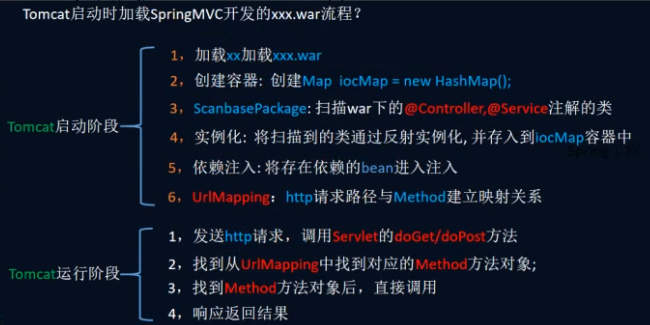 Tomcat启动时加载SpringMVC开发的xxx.war流程？
Tomcat启动阶段
1，加载xx加载xxx.war
2，创建容器: 创建Map iocMap = new HashMap();
3，ScanbasePackage: 扫描war下的@Controller,@Service注解的类
4，实例化: 将扫描到的类通过反射实例化, 并存入到iocMap容器中
5，依赖注入: 将存在依赖的bean进入注入
6，UrlMapping：http请求路径与Method建立映射关系
Tomcat运行阶段
1，发送http请求，调用Servlet的doGet/doPost方法
2，找到从UrlMapping中找到对应的Method方法对象;
3，找到Method方法对象后，直接调用
4，响应返回结果